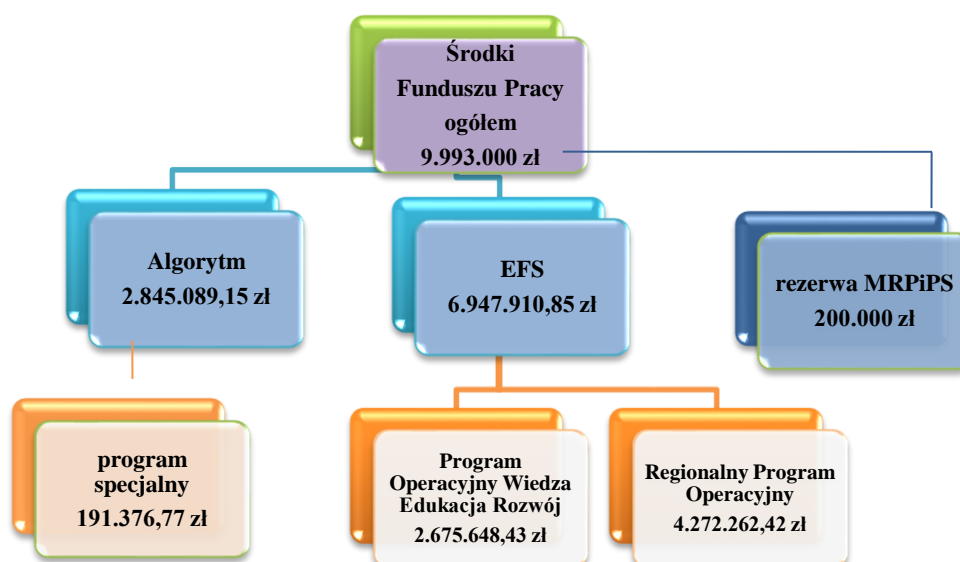 Środki
Funduszu Pracy
ogółem
9.993.000 zł
Algorytm
2.845.089,15 zł
EFS
6.947.910,85 zł
rezerwa MRPiPS
200.000 zł
program
specjalny
191.376,77 zł
Program
Operacyjny Wiedza
Edukacja Rozwój
2.675.648,43 zł
Regionalny Program
Operacyjny
4.272.262,42 zł